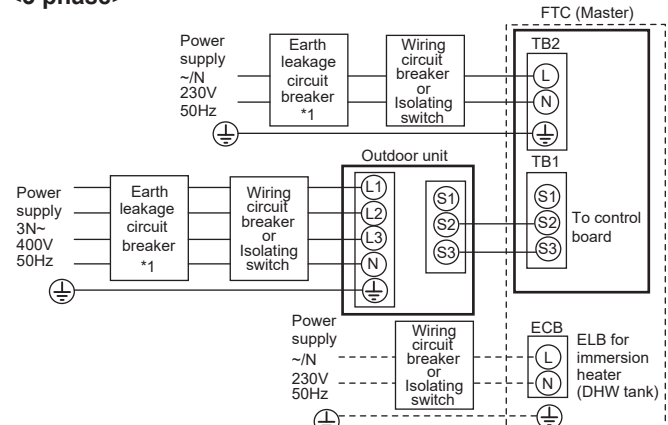 FTC (Master)
Power
supply
~/N
230V
50Hz
Earth
leakage
circuit
breaker
*1
Wiring
circuit
breaker
or
Isolating
switch
TB2
L
N
Outdoor unit
TB1
Power
supply
3N~
400V
50Hz
Earth
leakage
circuit
breaker
*1
Wiring
circuit
breaker
or
Isolating
switch
L1
L2
L3
N
S1
S2
S3
S1
S2
S3
To control
board
Power
supply
~/N
230V
50Hz
Wiring
circuit
breaker
or
Isolating
switch
ECB
L
N
ELB for
immersion
heater
(DHW tank)